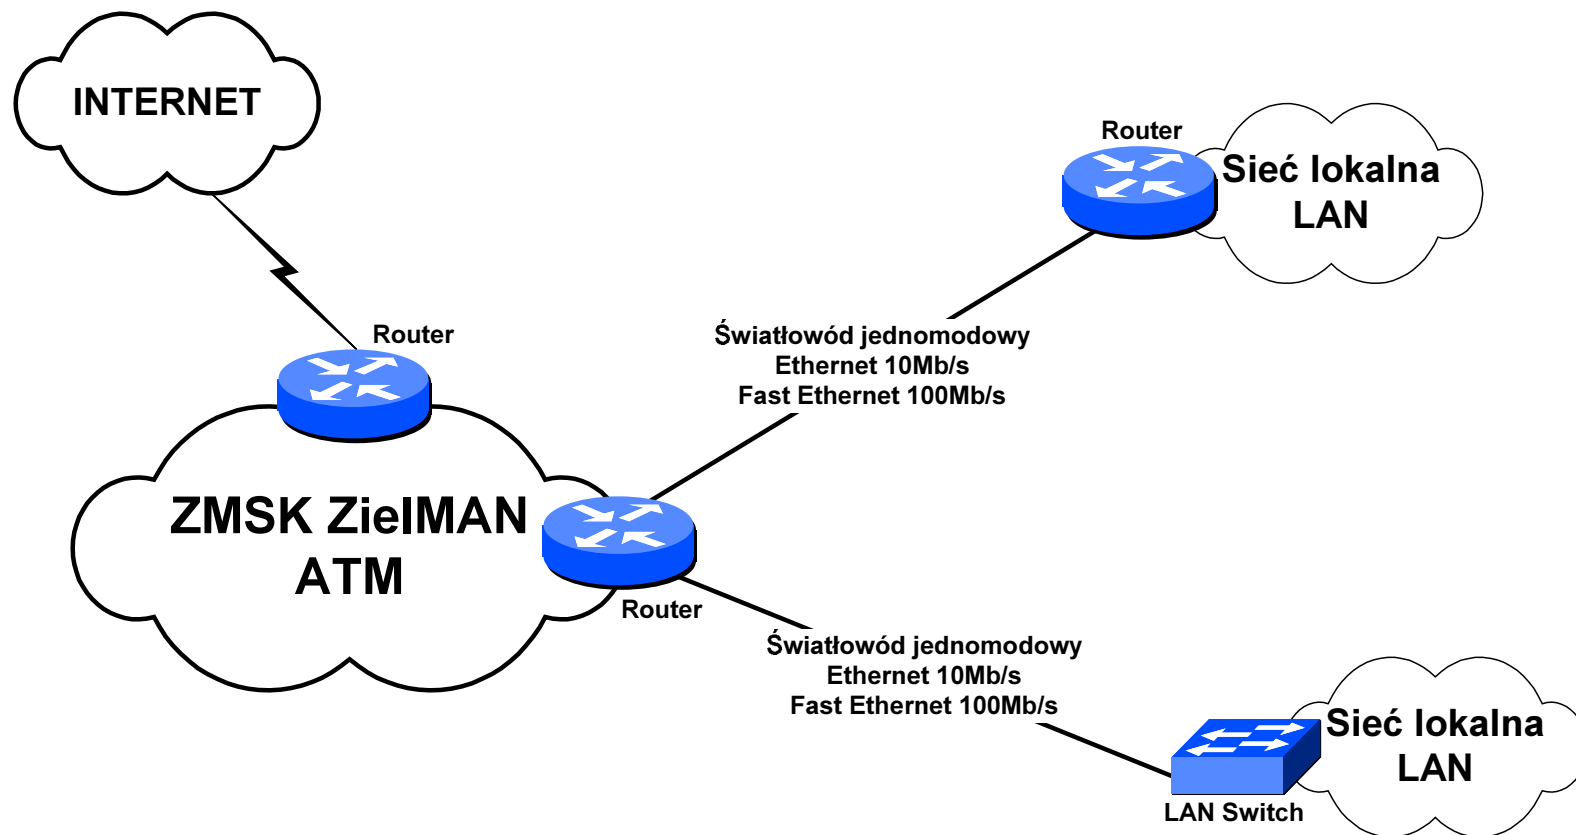 INTERNET
Router
Sieć lokalna
LAN
Router
Światłowód jednomodowy
Ethernet 10Mb/s
Fast Ethernet 100Mb/s
ZMSK ZielMAN
ATM
Router
Światłowód jednomodowy
Ethernet 10Mb/s
Fast Ethernet 100Mb/s
Sieć lokalna
LAN
LAN Switch